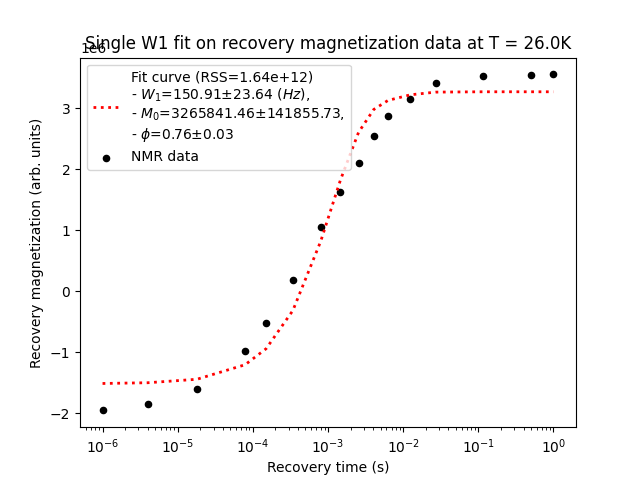 Single W1 fit on recovery magnetization data at T = 26.0K
1e6
Fit curve (RSS=1.64e+12)
- W₁=150.91±23.64 (Hz),
- M₀=3265841.46±141855.73,
- ϕ=0.76±0.03
NMR data
3
2
1
0
−1
−2
Recovery magnetization (arb. units)
10⁻⁶ 10⁻⁵ 10⁻⁴ 10⁻³ 10⁻² 10⁻¹ 10⁰
Recovery time (s)